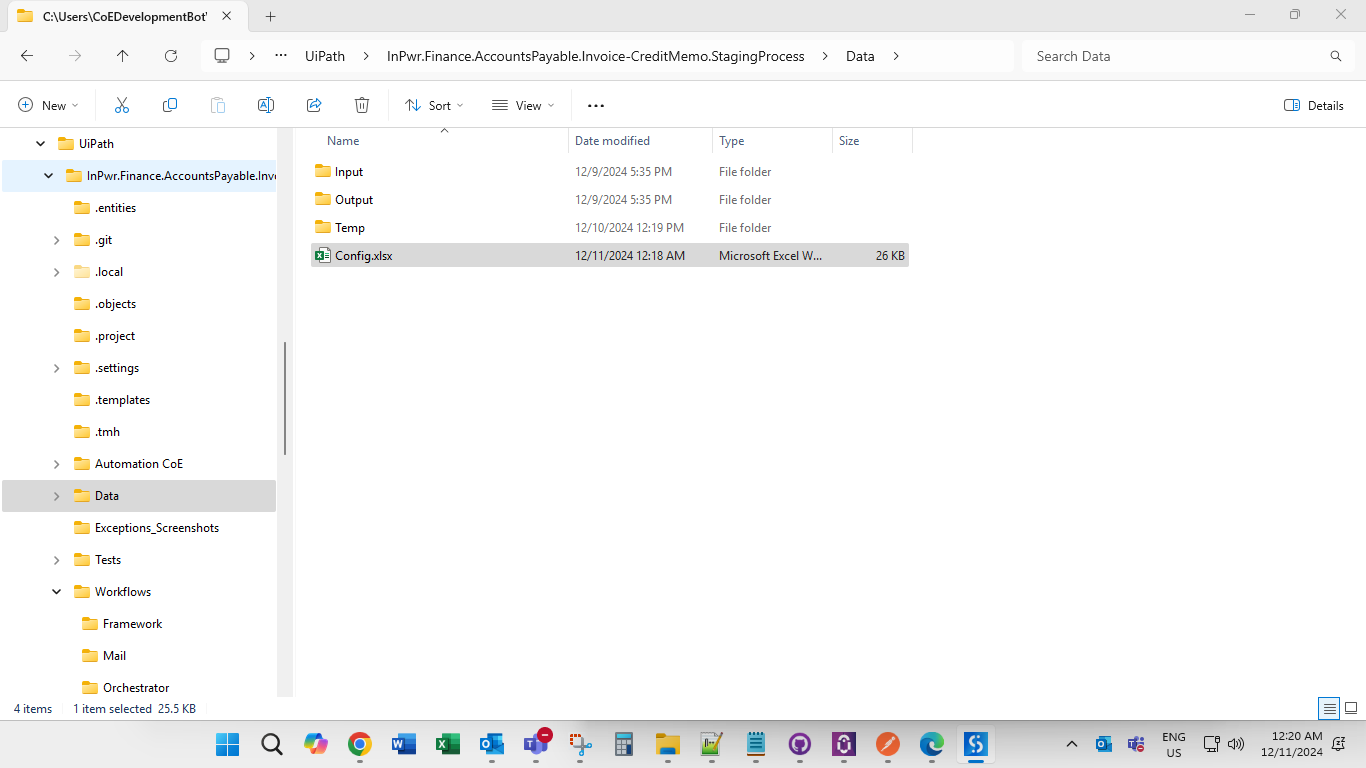 C:\Users\CoEDevelopmentBot\
UiPath InPwr.Finance.AccountsPayable.Invoice-CreditMemo.StagingProcess Data
Search Data
New
Sort
View
Details
UiPath
InPwr.Finance.AccountsPayable.Invo
.entities
.git
.local
.objects
.project
.settings
.templates
.tmh
Automation CoE
Data
Exceptions_Screenshots
Tests
Workflows
Framework
Mail
Orchestrator
Name Date modified Type Size
Input 12/9/2024 5:35 PM File folder
Output 12/9/2024 5:35 PM File folder
Temp 12/10/2024 12:19 PM File folder
Config.xlsx 12/11/2024 12:18 AM Microsoft Excel W... 26 KB
4 items 1 item selected 25.5 KB
ENG
US
12:20 AM
12/11/2024